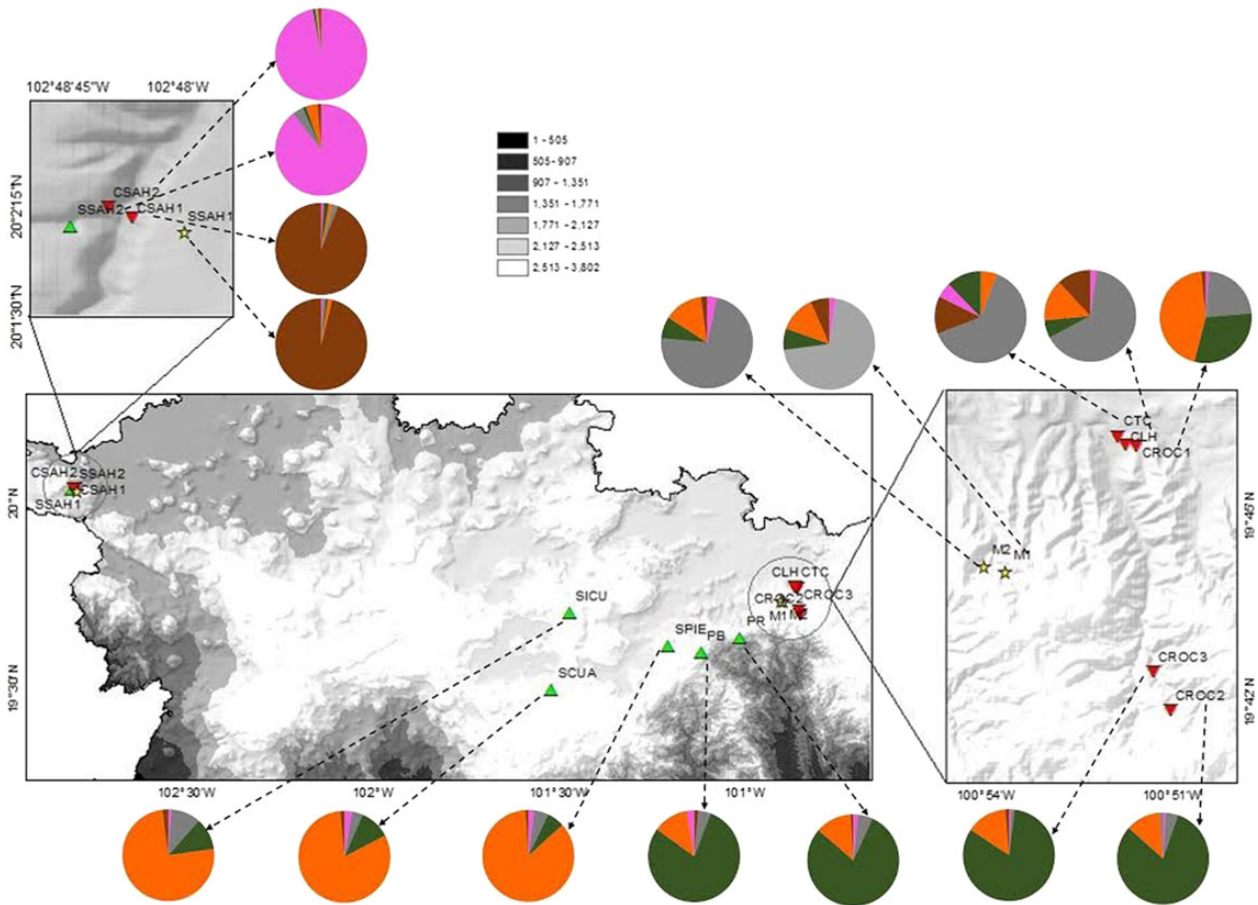 102°48'45"W 102°48'W
20°2'15"N
20°1'30"N
CSAH2
SSAH2 CSAH1
SSAH1
1 - 505
505 - 907
907 - 1,351
1,351 - 1,771
1,771 - 2,127
2,127 - 2,513
2,513 - 3,802
CTC
CLH
CROC1
M2 M1
CROC3
CROC2
19°45'N
19°42'N
100°54'W 100°51'W
20°N
19°30'N
CSAH2 SSAH2
CSAH1
SSAH1
SICU
SCUA
SPIE PB PR
CLH CTC
CROC2 CROC3
M1 M2
102°30'W 102°W 101°30'W 101°W